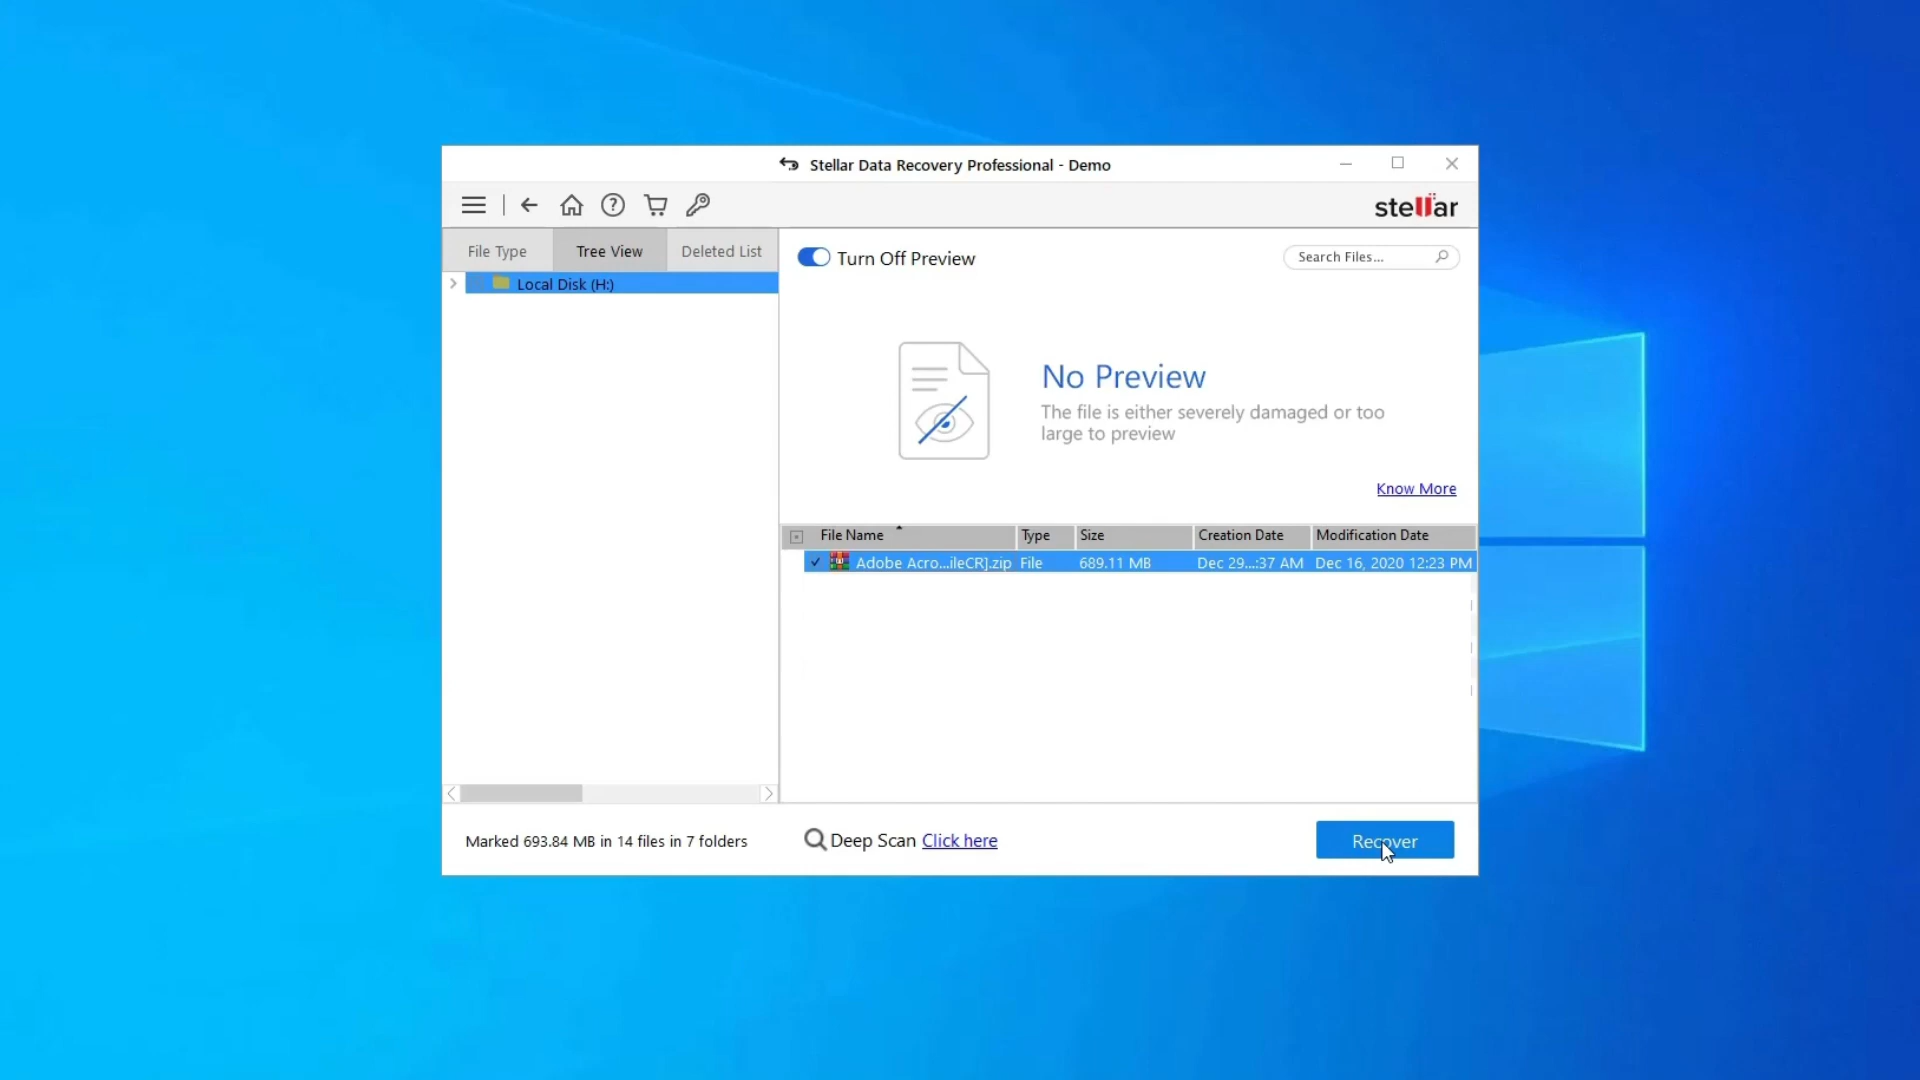 Stellar Data Recovery Professional - Demo
stellar
File Type
Tree View
Deleted List
Local Disk (H:)
Turn Off Preview
Search Files...
No Preview
The file is either severely damaged or too
large to preview
Know More
File Name
Type
Size
Creation Date
Modification Date
Adobe Acro...ileCR].zip
File
689.11 MB
Dec 29...:37 AM
Dec 16, 2020 12:23 PM
Marked 693.84 MB in 14 files in 7 folders
Deep Scan Click here
Recover